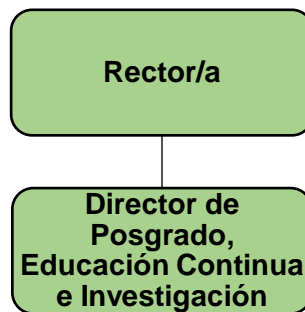 Rector/a
Director de
Posgrado,
Educación Continua
e Investigación